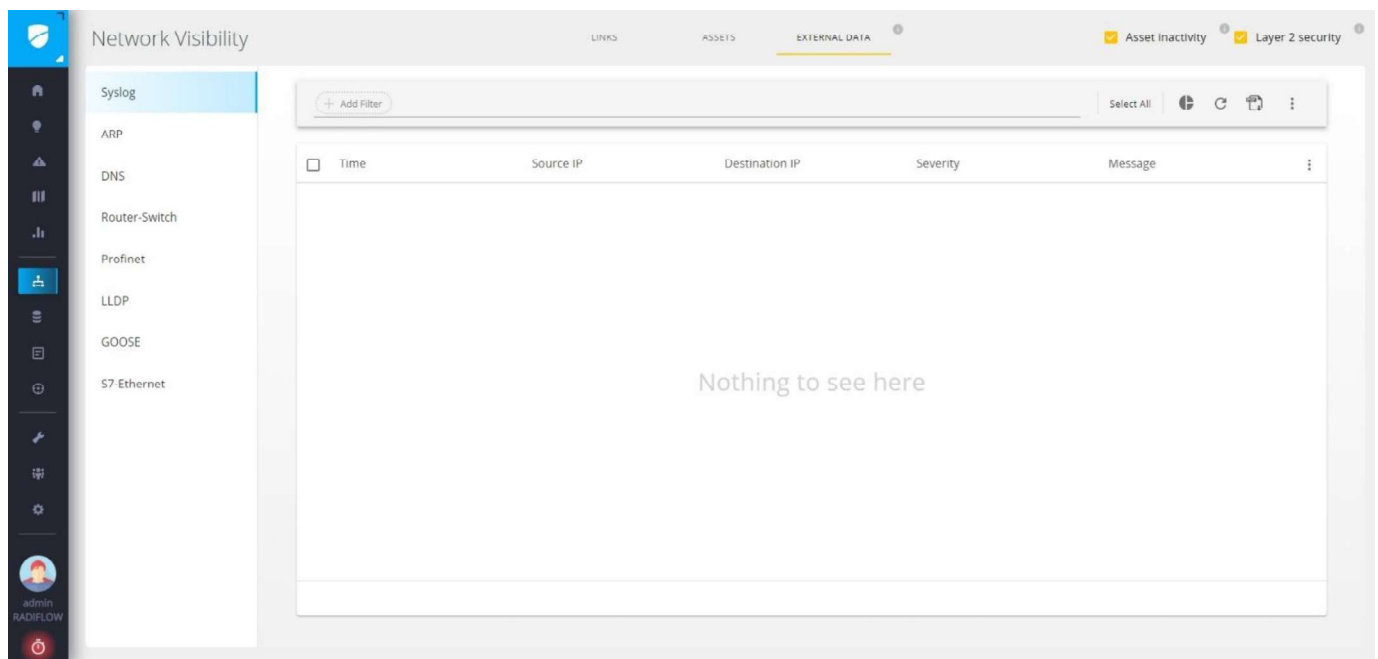 Network Visibility
LINKS
ASSETS
EXTERNAL DATA
Asset inactivity
Layer 2 security
Syslog
ARP
DNS
Router-Switch
Profinet
LLDP
GOOSE
S7-Ethernet
+ Add Filter
Select All
Time
Source IP
Destination IP
Severity
Message
Nothing to see here
admin
RADIFLOW